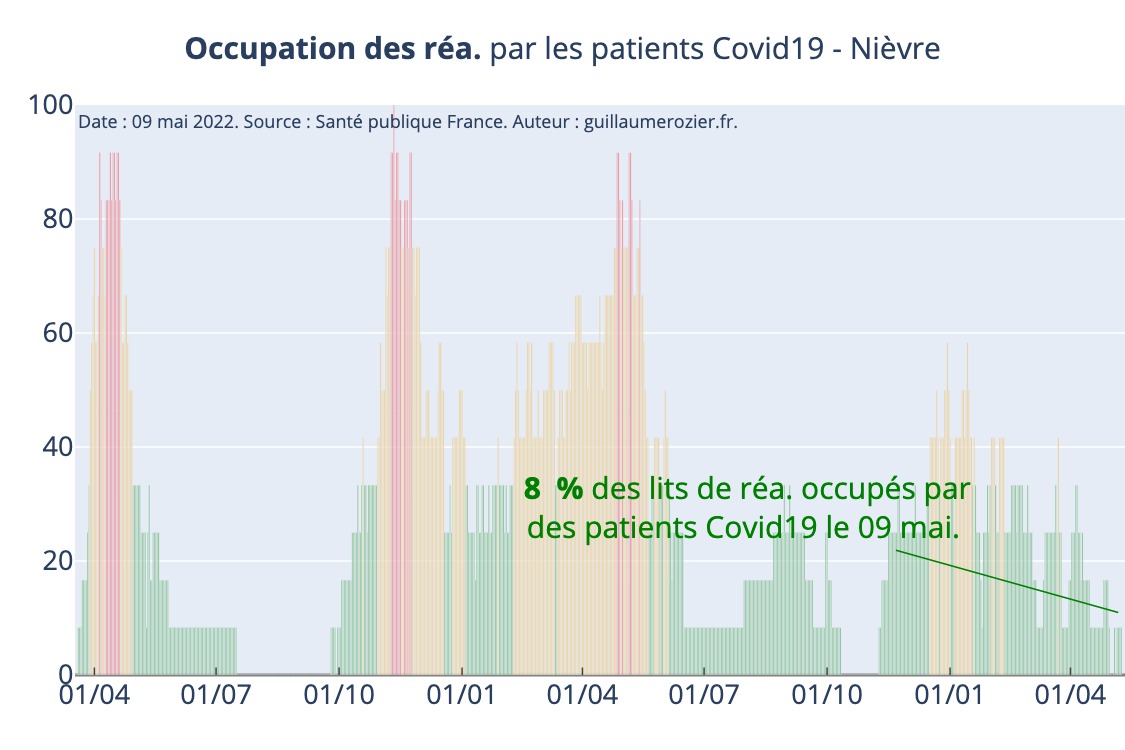 Occupation des réa. par les patients Covid19 - Nièvre
Date : 09 mai 2022. Source : Santé publique France. Auteur : guillaumerozier.fr.
100
80
60
40
20
0
8 % des lits de réa. occupés par
des patients Covid19 le 09 mai.
01/04 01/07 01/10 01/01 01/04 01/07 01/10 01/01 01/04